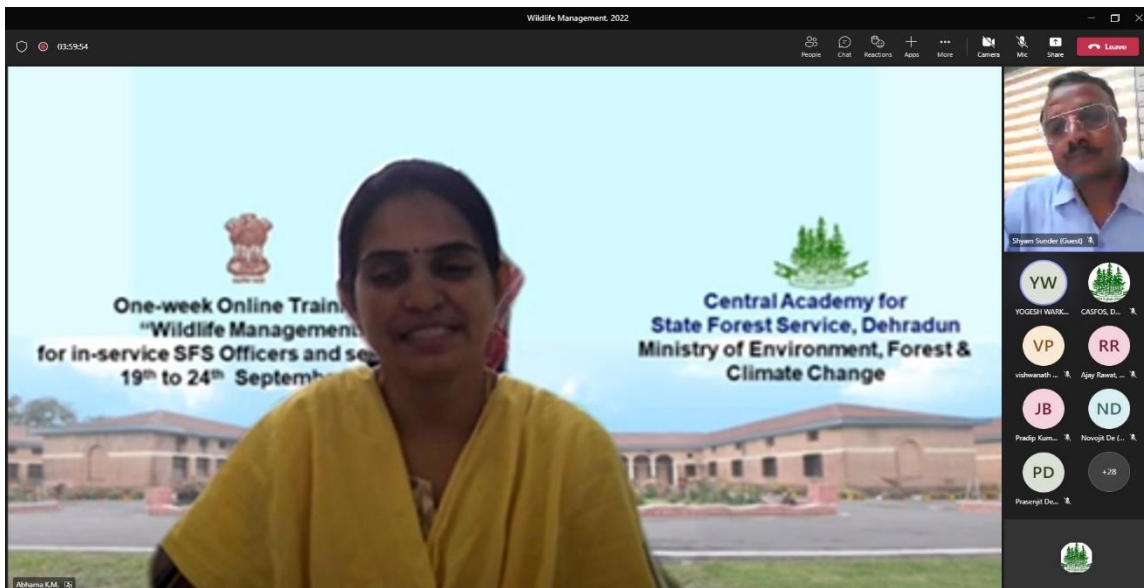 Wildlife Management. 2022
03:59:54
People
Chat
Reactions
Apps
More
Camera
Mic
Share
Leave
One-week Online Train
"Wildlife Management
for in-service SFS Officers and se
19th to 24th Septemb
Central Academy for
State Forest Service, Dehradun
Ministry of Environment, Forest &
Climate Change
Abharna K.M.
Shyam Sunder (Guest)
YW
YOGESH WARK...
CASFOS, D...
VP
vishwanath ...
RR
Ajay Rawat, ...
JB
Pradip Kum...
ND
Novojit De (...
PD
Prasenjit De...
+28